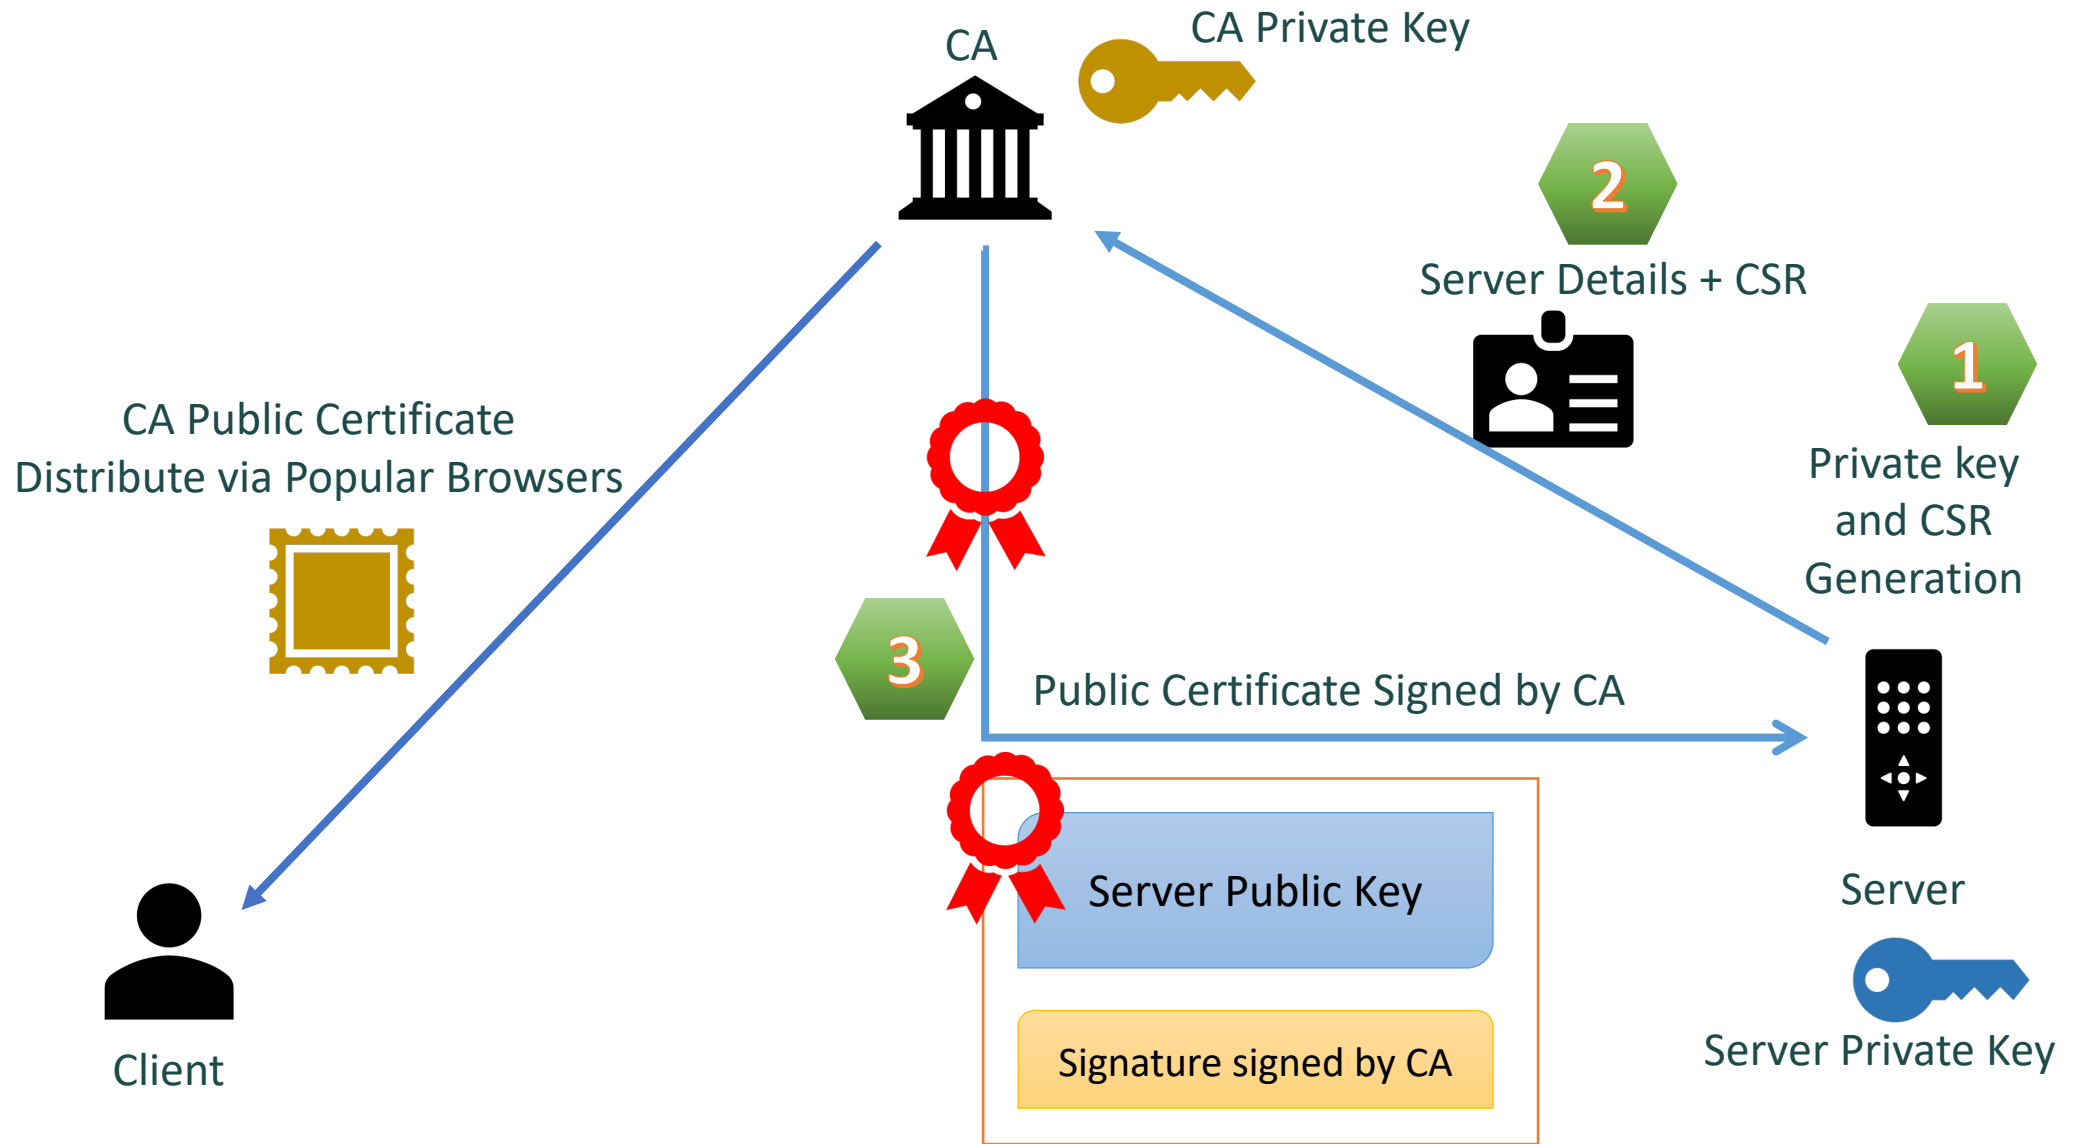 CA Private Key
CA
2
Server Details + CSR
1
CA Public Certificate
Distribute via Popular Browsers
Private key
and CSR
Generation
3
Public Certificate Signed by CA
Server Public Key
Server
Signature signed by CA
Server Private Key
Client